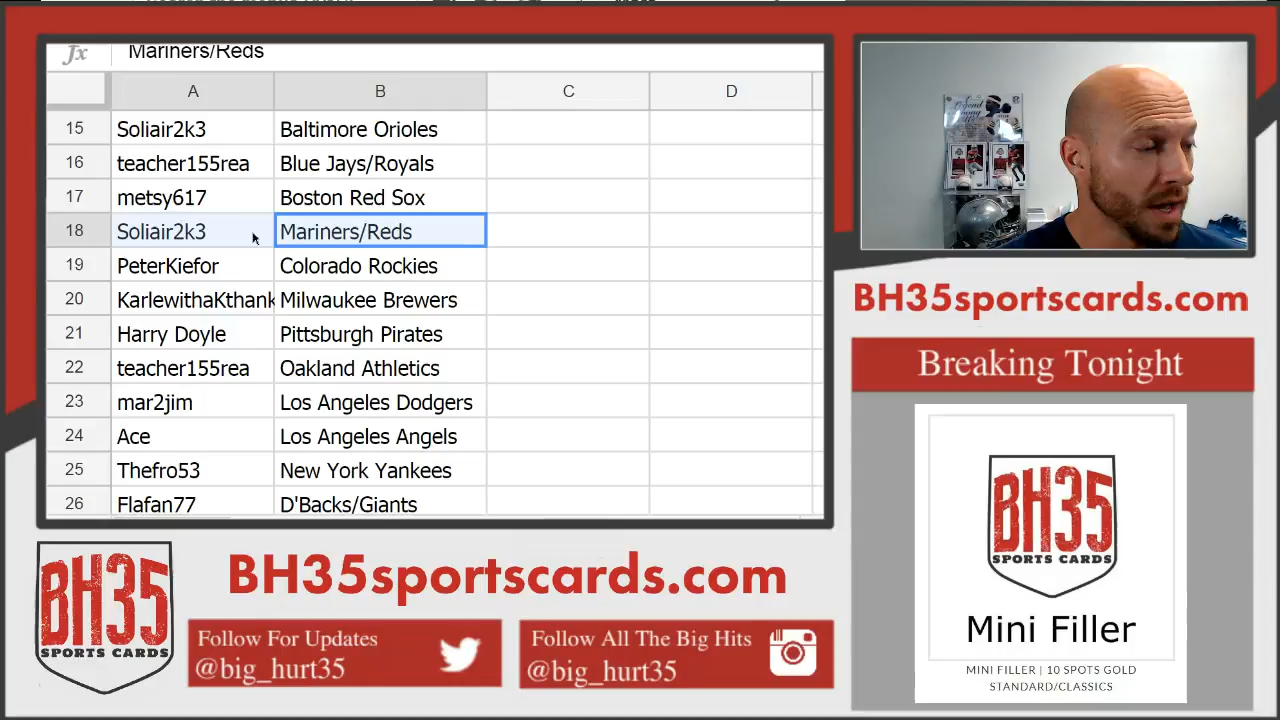 fx Mariners/Reds
A B C D
15 Soliair2k3 Baltimore Orioles
16 teacher155rea Blue Jays/Royals
17 metsy617 Boston Red Sox
18 Soliair2k3 Mariners/Reds
19 PeterKiefor Colorado Rockies
20 KarlewithaKthank Milwaukee Brewers
21 Harry Doyle Pittsburgh Pirates
22 teacher155rea Oakland Athletics
23 mar2jim Los Angeles Dodgers
24 Ace Los Angeles Angels
25 Thefro53 New York Yankees
26 Flafan77 D'Backs/Giants
BH35sportscards.com
Breaking Tonight
BH35
SPORTS CARDS
Mini Filler
MINI FILLER | 10 SPOTS GOLD
STANDARD/CLASSICS
BH35
SPORTS CARDS
BH35sportscards.com
Follow For Updates
@big_hurt35
Follow All The Big Hits
@big_hurt35